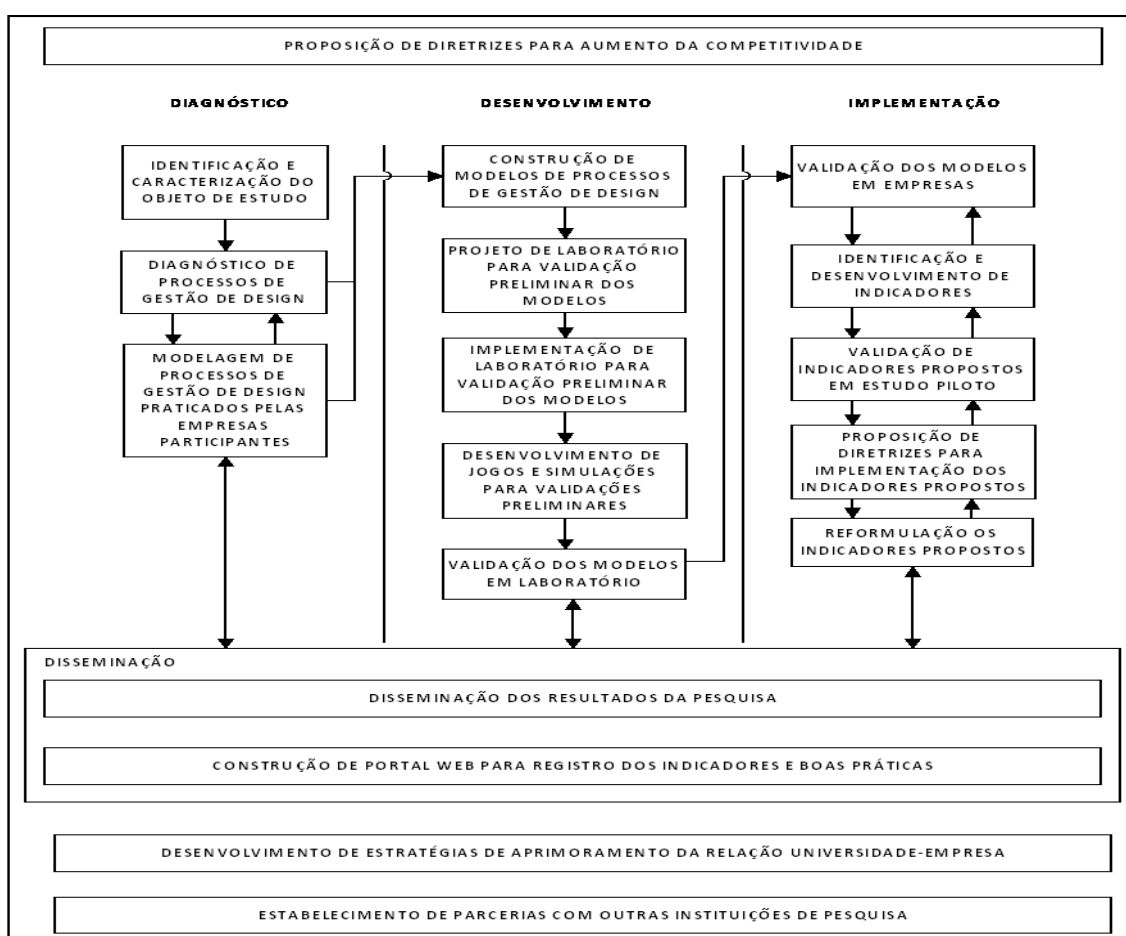 PROPOSIÇÃO DE DIRETRIZES PARA AUMENTO DA COMPETITIVIDADE
DIAGNÓSTICO
IDENTIFICAÇÃO E
CARACTERIZAÇÃO DO
OBJETO DE ESTUDO
DIAGNÓSTICO DE
PROCESSOS DE
GESTÃO DE DESIGN
MODELAGEM DE
PROCESSOS DE
GESTÃO DE DESIGN
PRATICADOS PELAS
EMPRESAS
PARTICIPANTES
DESENVOLVIMENTO
CONSTRUÇÃO DE
MODELOS DE PROCESSOS
DE GESTÃO DE DESIGN
PROJETO DE LABORATÓRIO
PARA VALIDAÇÃO
PRELIMINAR DOS
MODELOS
IMPLEMENTAÇÃO DE
LABORATÓRIO PARA
VALIDAÇÃO PRELIMINAR
DOS MODELOS
DESENVOLVIMENTO DE
JOGOS E SIMULAÇÕES
PARA VALIDAÇÕES
PRELIMINARES
VALIDAÇÃO DOS MODELOS
EM LABORATÓRIO
IMPLEMENTAÇÃO
VALIDAÇÃO DOS MODELOS
EM EMPRESAS
IDENTIFICAÇÃO E
DESENVOLVIMENTO DE
INDICADORES
VALIDAÇÃO DE
INDICADORES PROPOSTOS
EM ESTUDO PILOTO
PROPOSIÇÃO DE
DIRETRIZES PARA
IMPLEMENTAÇÃO DOS
INDICADORES PROPOSTOS
REFORMULAÇÃO OS
INDICADORES PROPOSTOS
DISSEMINAÇÃO
DISSEMINAÇÃO DOS RESULTADOS DA PESQUISA
CONSTRUÇÃO DE PORTAL WEB PARA REGISTRO DOS INDICADORES E BOAS PRÁTICAS
DESENVOLVIMENTO DE ESTRATÉGIAS DE APRIMORAMENTO DA RELAÇÃO UNIVERSIDADE-EMPRESA
ESTABELECIMENTO DE PARCERIAS COM OUTRAS INSTITUIÇÕES DE PESQUISA